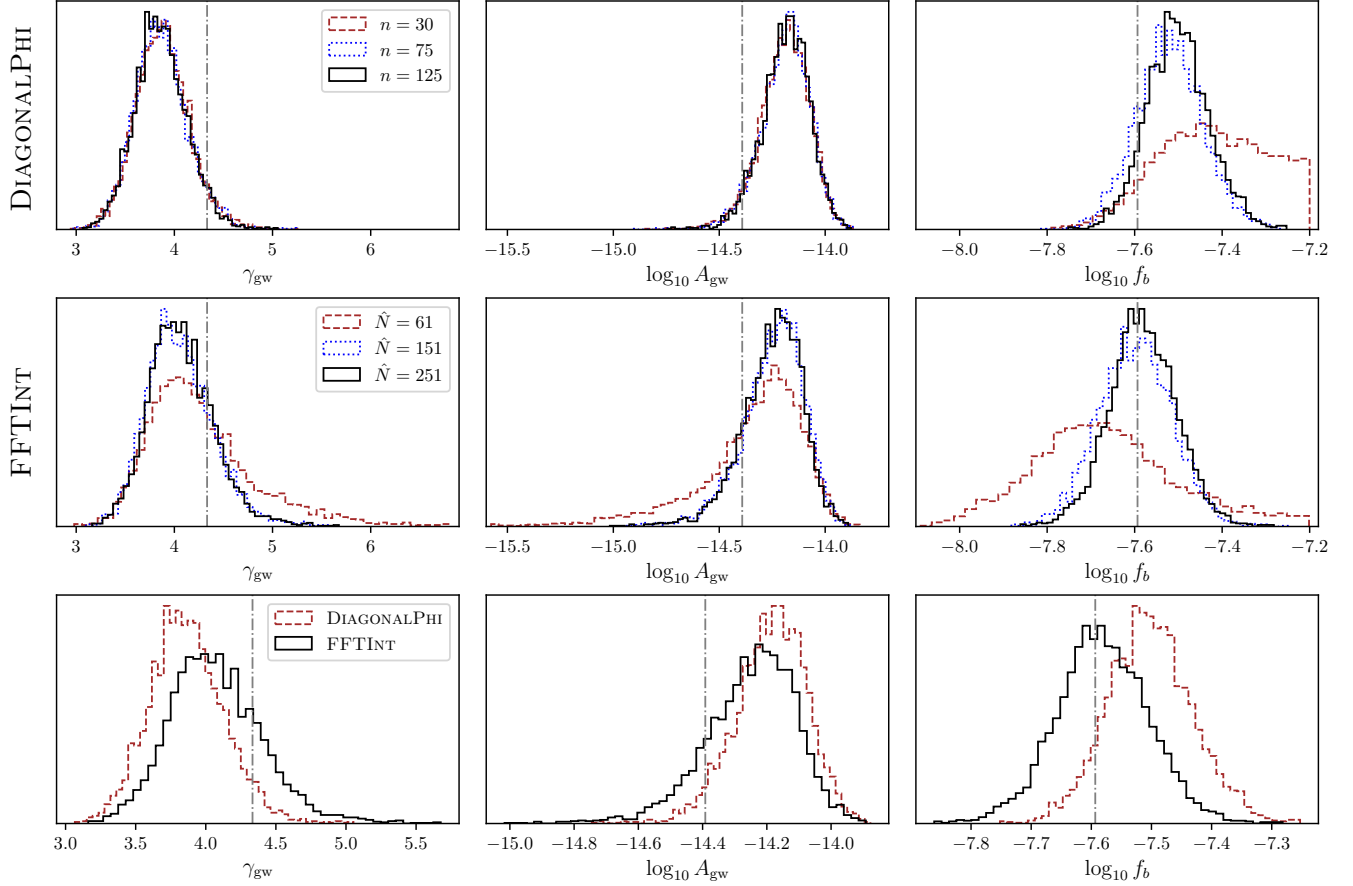 DIAGONALPHI
n = 30
n = 75
n = 125
3 4 5 6
γgw
−15.5 −14.5 −14.0
log10 Agw
−8.0 −7.8 −7.6 −7.4 −7.2
log10 fb
FFTINT
N̂ = 61
N̂ = 151
N̂ = 251
3 4 5 6
γgw
−15.5 −14.5 −14.0
log10 Agw
−8.0 −7.8 −7.6 −7.4 −7.2
log10 fb
DIAGONALPHI
FFTINT
3.0 3.5 4.0 4.5 5.0 5.5
γgw
−15.0 −14.8 −14.6 −14.4 −14.2 −14.0
log10 Agw
−7.8 −7.7 −7.6 −7.5 −7.4 −7.3
log10 fb